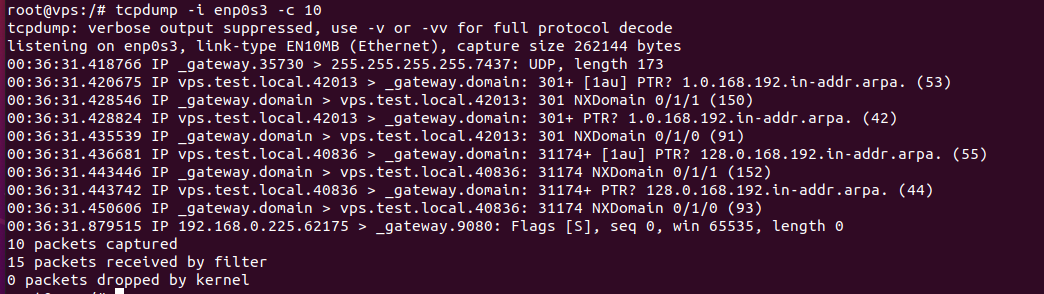 root@vps:/# tcpdump -i enp0s3 -c 10
tcpdump: verbose output suppressed, use -v or -vv for full protocol decode
listening on enp0s3, link-type EN10MB (Ethernet), capture size 262144 bytes
00:36:31.418766 IP _gateway.35730 > 255.255.255.255.7437: UDP, length 173
00:36:31.420675 IP vps.test.local.42013 > _gateway.domain: 301+ [1au] PTR? 1.0.168.192.in-addr.arpa. (53)
00:36:31.428546 IP _gateway.domain > vps.test.local.42013: 301 NXDomain 0/1/1 (150)
00:36:31.428824 IP vps.test.local.42013 > _gateway.domain: 301+ PTR? 1.0.168.192.in-addr.arpa. (42)
00:36:31.435539 IP _gateway.domain > vps.test.local.42013: 301 NXDomain 0/1/0 (91)
00:36:31.436681 IP vps.test.local.40836 > _gateway.domain: 31174+ [1au] PTR? 128.0.168.192.in-addr.arpa. (55)
00:36:31.443446 IP _gateway.domain > vps.test.local.40836: 31174 NXDomain 0/1/1 (152)
00:36:31.443742 IP vps.test.local.40836 > _gateway.domain: 31174+ PTR? 128.0.168.192.in-addr.arpa. (44)
00:36:31.450606 IP _gateway.domain > vps.test.local.40836: 31174 NXDomain 0/1/0 (93)
00:36:31.879515 IP 192.168.0.225.62175 > _gateway.9080: Flags [S], seq 0, win 65535, length 0
10 packets captured
15 packets received by filter
0 packets dropped by kernel